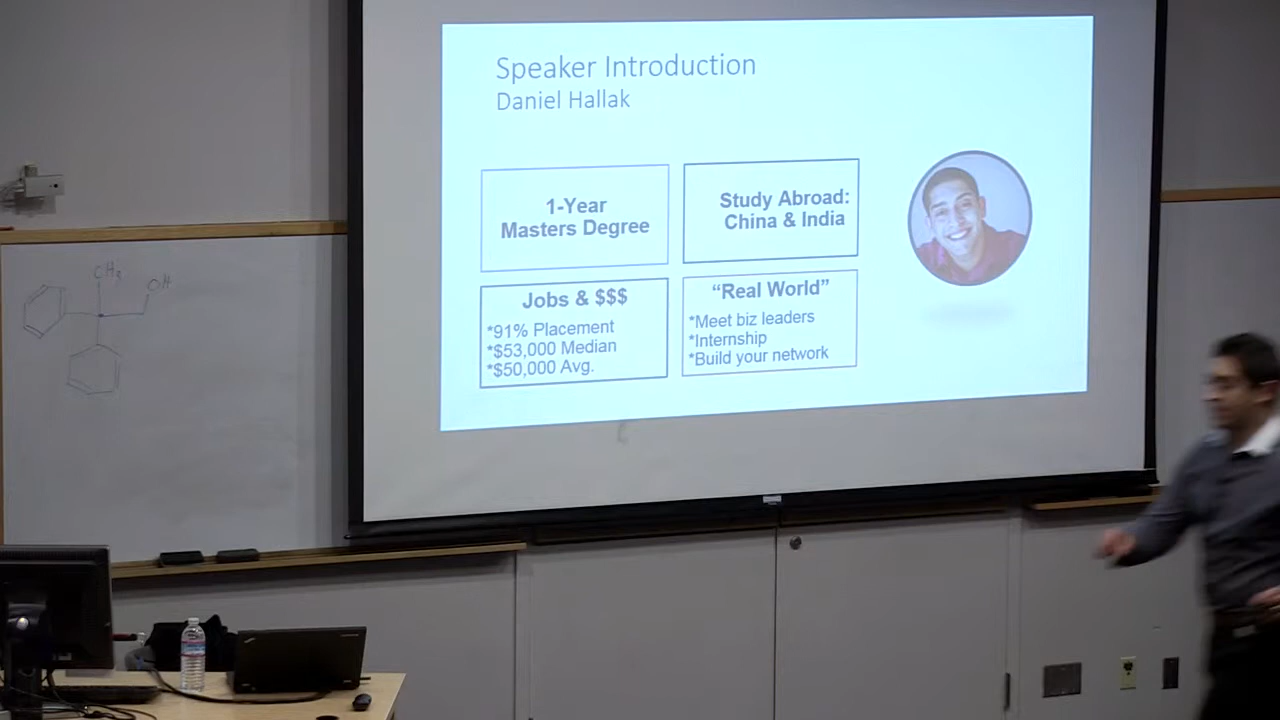 Speaker Introduction
Daniel Hallak
1-Year
Masters Degree
Study Abroad:
China & India
Jobs & $$$
*91% Placement
*$53,000 Median
*$50,000 Avg.
“Real World”
*Meet biz leaders
*Internship
*Build your network
CH3
OH